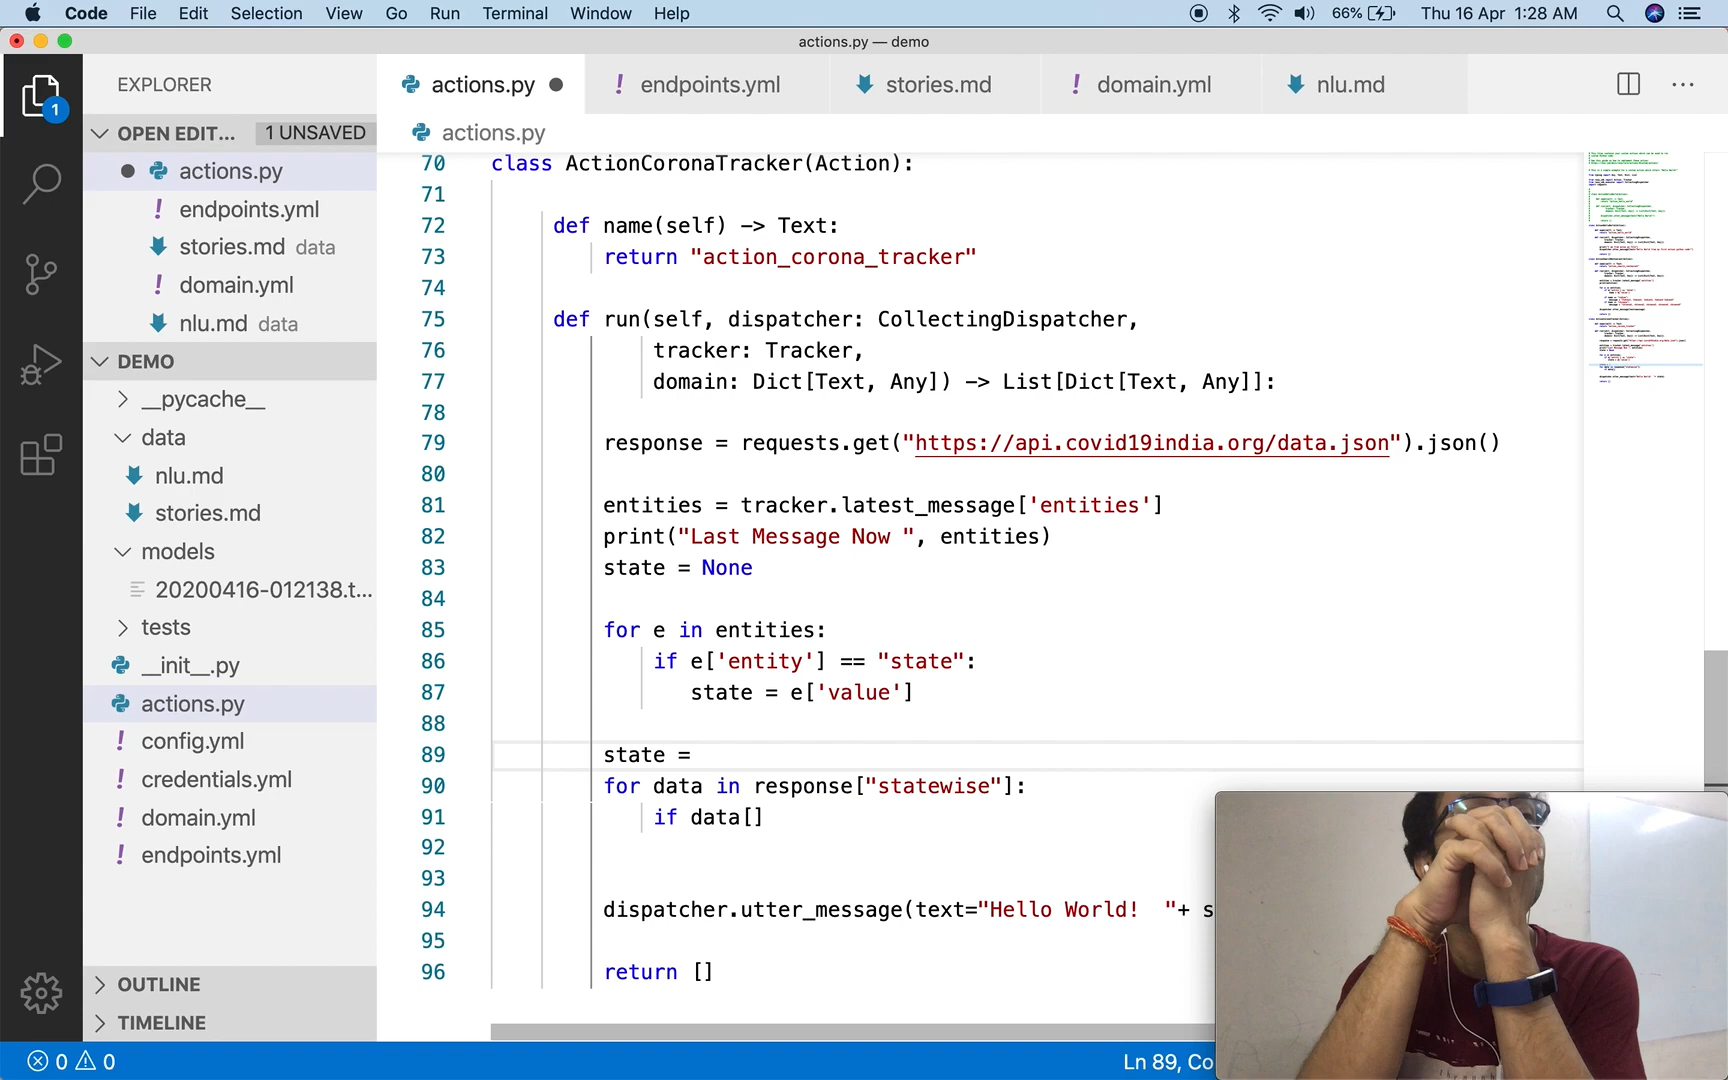 Code File Edit Selection View Go Run Terminal Window Help 66% Thu 16 Apr 1:28 AM
actions.py — demo
EXPLORER
actions.py endpoints.yml stories.md domain.yml nlu.md
1
OPEN EDIT... 1 UNSAVED
actions.py
actions.py
endpoints.yml
stories.md data
domain.yml
nlu.md data
DEMO
__pycache__
data
nlu.md
stories.md
models
20200416-012138.t...
tests
__init__.py
actions.py
config.yml
credentials.yml
domain.yml
endpoints.yml
OUTLINE
TIMELINE
70 class ActionCoronaTracker(Action):
71
72 def name(self) -> Text:
73 return "action_corona_tracker"
74
75 def run(self, dispatcher: CollectingDispatcher,
76 tracker: Tracker,
77 domain: Dict[Text, Any]) -> List[Dict[Text, Any]]:
78
79 response = requests.get("https://api.covid19india.org/data.json").json()
80
81 entities = tracker.latest_message['entities']
82 print("Last Message Now ", entities)
83 state = None
84
85 for e in entities:
86 if e['entity'] == "state":
87 state = e['value']
88
89 state =
90 for data in response["statewise"]:
91 if data[]
92
93
94 dispatcher.utter_message(text="Hello World!  "+ s
95
96 return []
0 0 Ln 89, Co